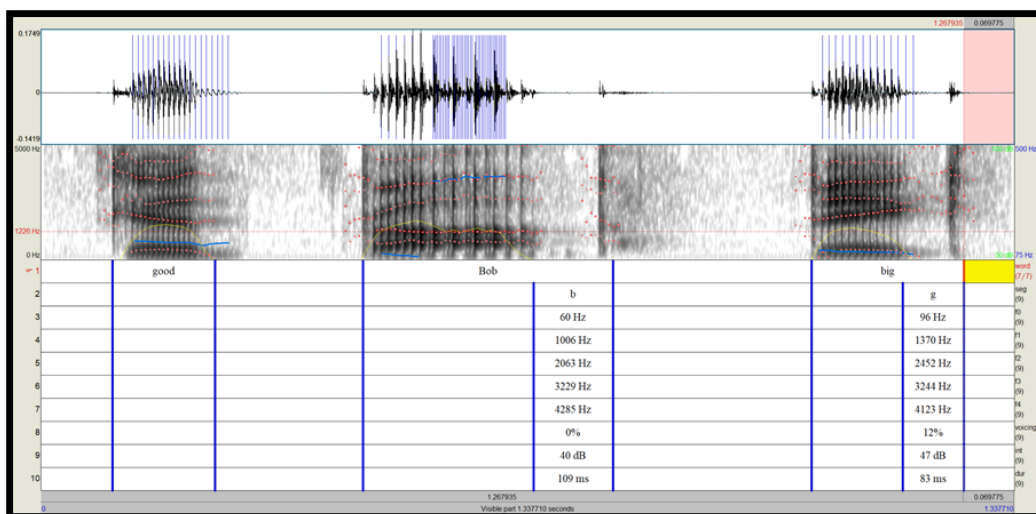 1.267935 0.069775
0.1749
0
-0.1419
5000 Hz 500 Hz
1226 Hz
0 Hz 75 Hz
1 good Bob big word
(7/7)
2 b g seg
(9)
3 60 Hz 96 Hz f0
(9)
4 1006 Hz 1370 Hz f1
(9)
5 2063 Hz 2452 Hz f2
(9)
6 3229 Hz 3244 Hz f3
(9)
7 4285 Hz 4123 Hz f4
(9)
8 0% 12% voicing
(9)
9 40 dB 47 dB int
(9)
10 109 ms 83 ms dur
(9)
1.267935 0.069775
0 Visible part 1.337710 seconds 1.337710